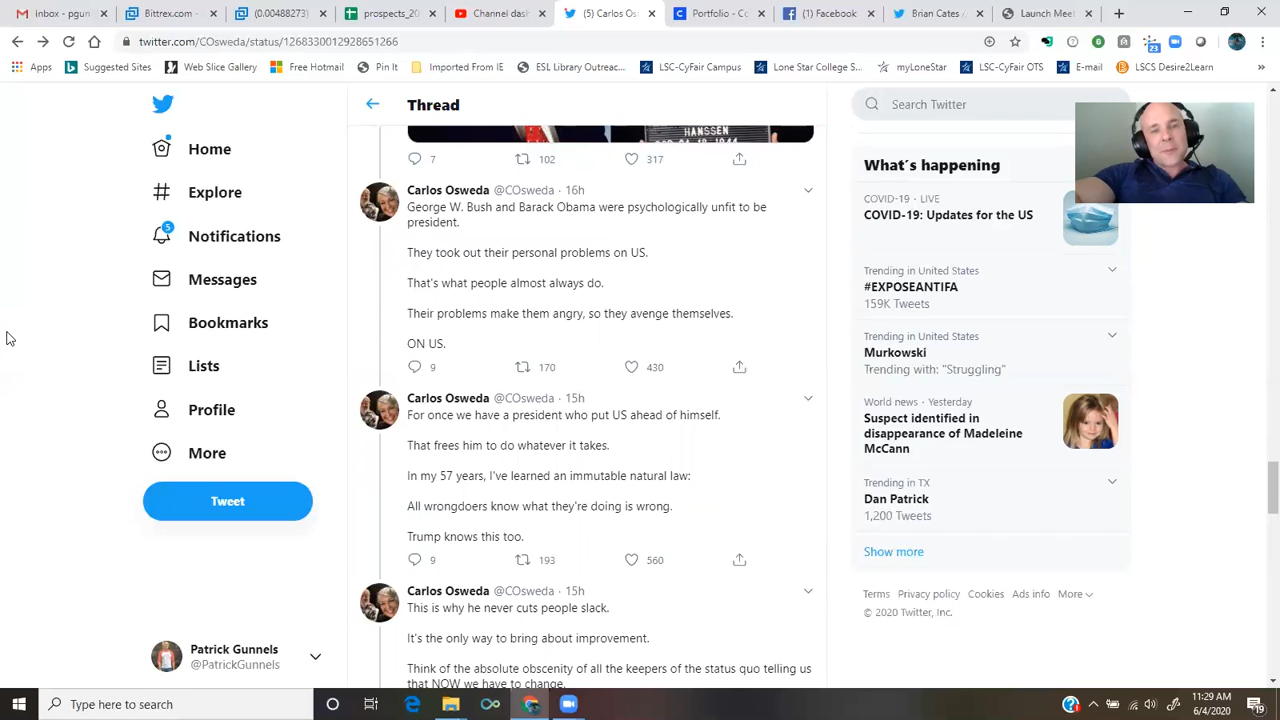 Inbox - pguni
Bittrex.com -
(0.00488273)
prospects_20
Channel dash
(5) Carlos Os
Portfolio - Co
(1) Facebook
Brian Cates /
Launch Meet
twitter.com/COsweda/status/1268330012928651266
23
Apps
Suggested Sites
Web Slice Gallery
Free Hotmail
Pin It
Imported From IE
ESL Library Outreac...
LSC-CyFair Campus
Lone Star College S...
myLoneStar
LSC-CyFair OTS
E-mail
LSCS Desire2Learn
»
Home
Explore
5
Notifications
Messages
Bookmarks
Lists
Profile
More
Tweet
Patrick Gunnels
@PatrickGunnels
Thread
HANSSEN
7 102 317
Carlos Osweda @COsweda · 16h
George W. Bush and Barack Obama were psychologically unfit to be
president.
They took out their personal problems on US.
That's what people almost always do.
Their problems make them angry, so they avenge themselves.
ON US.
9 170 430
Carlos Osweda @COsweda · 15h
For once we have a president who put US ahead of himself.
That frees him to do whatever it takes.
In my 57 years, I've learned an immutable natural law:
All wrongdoers know what they're doing is wrong.
Trump knows this too.
9 193 560
Carlos Osweda @COsweda · 15h
This is why he never cuts people slack.
It's the only way to bring about improvement.
Think of the absolute obscenity of all the keepers of the status quo telling us
that NOW we have to change.
Search Twitter
What's happening
COVID-19 · LIVE
COVID-19: Updates for the US
Trending in United States
#EXPOSEANTIFA
159K Tweets
Trending in United States
Murkowski
Trending with: "Struggling"
World news · Yesterday
Suspect identified in
disappearance of Madeleine
McCann
Trending in TX
Dan Patrick
1,200 Tweets
Show more
Terms Privacy policy Cookies Ads info More
© 2020 Twitter, Inc.
Type here to search
11:29 AM
6/4/2020
19